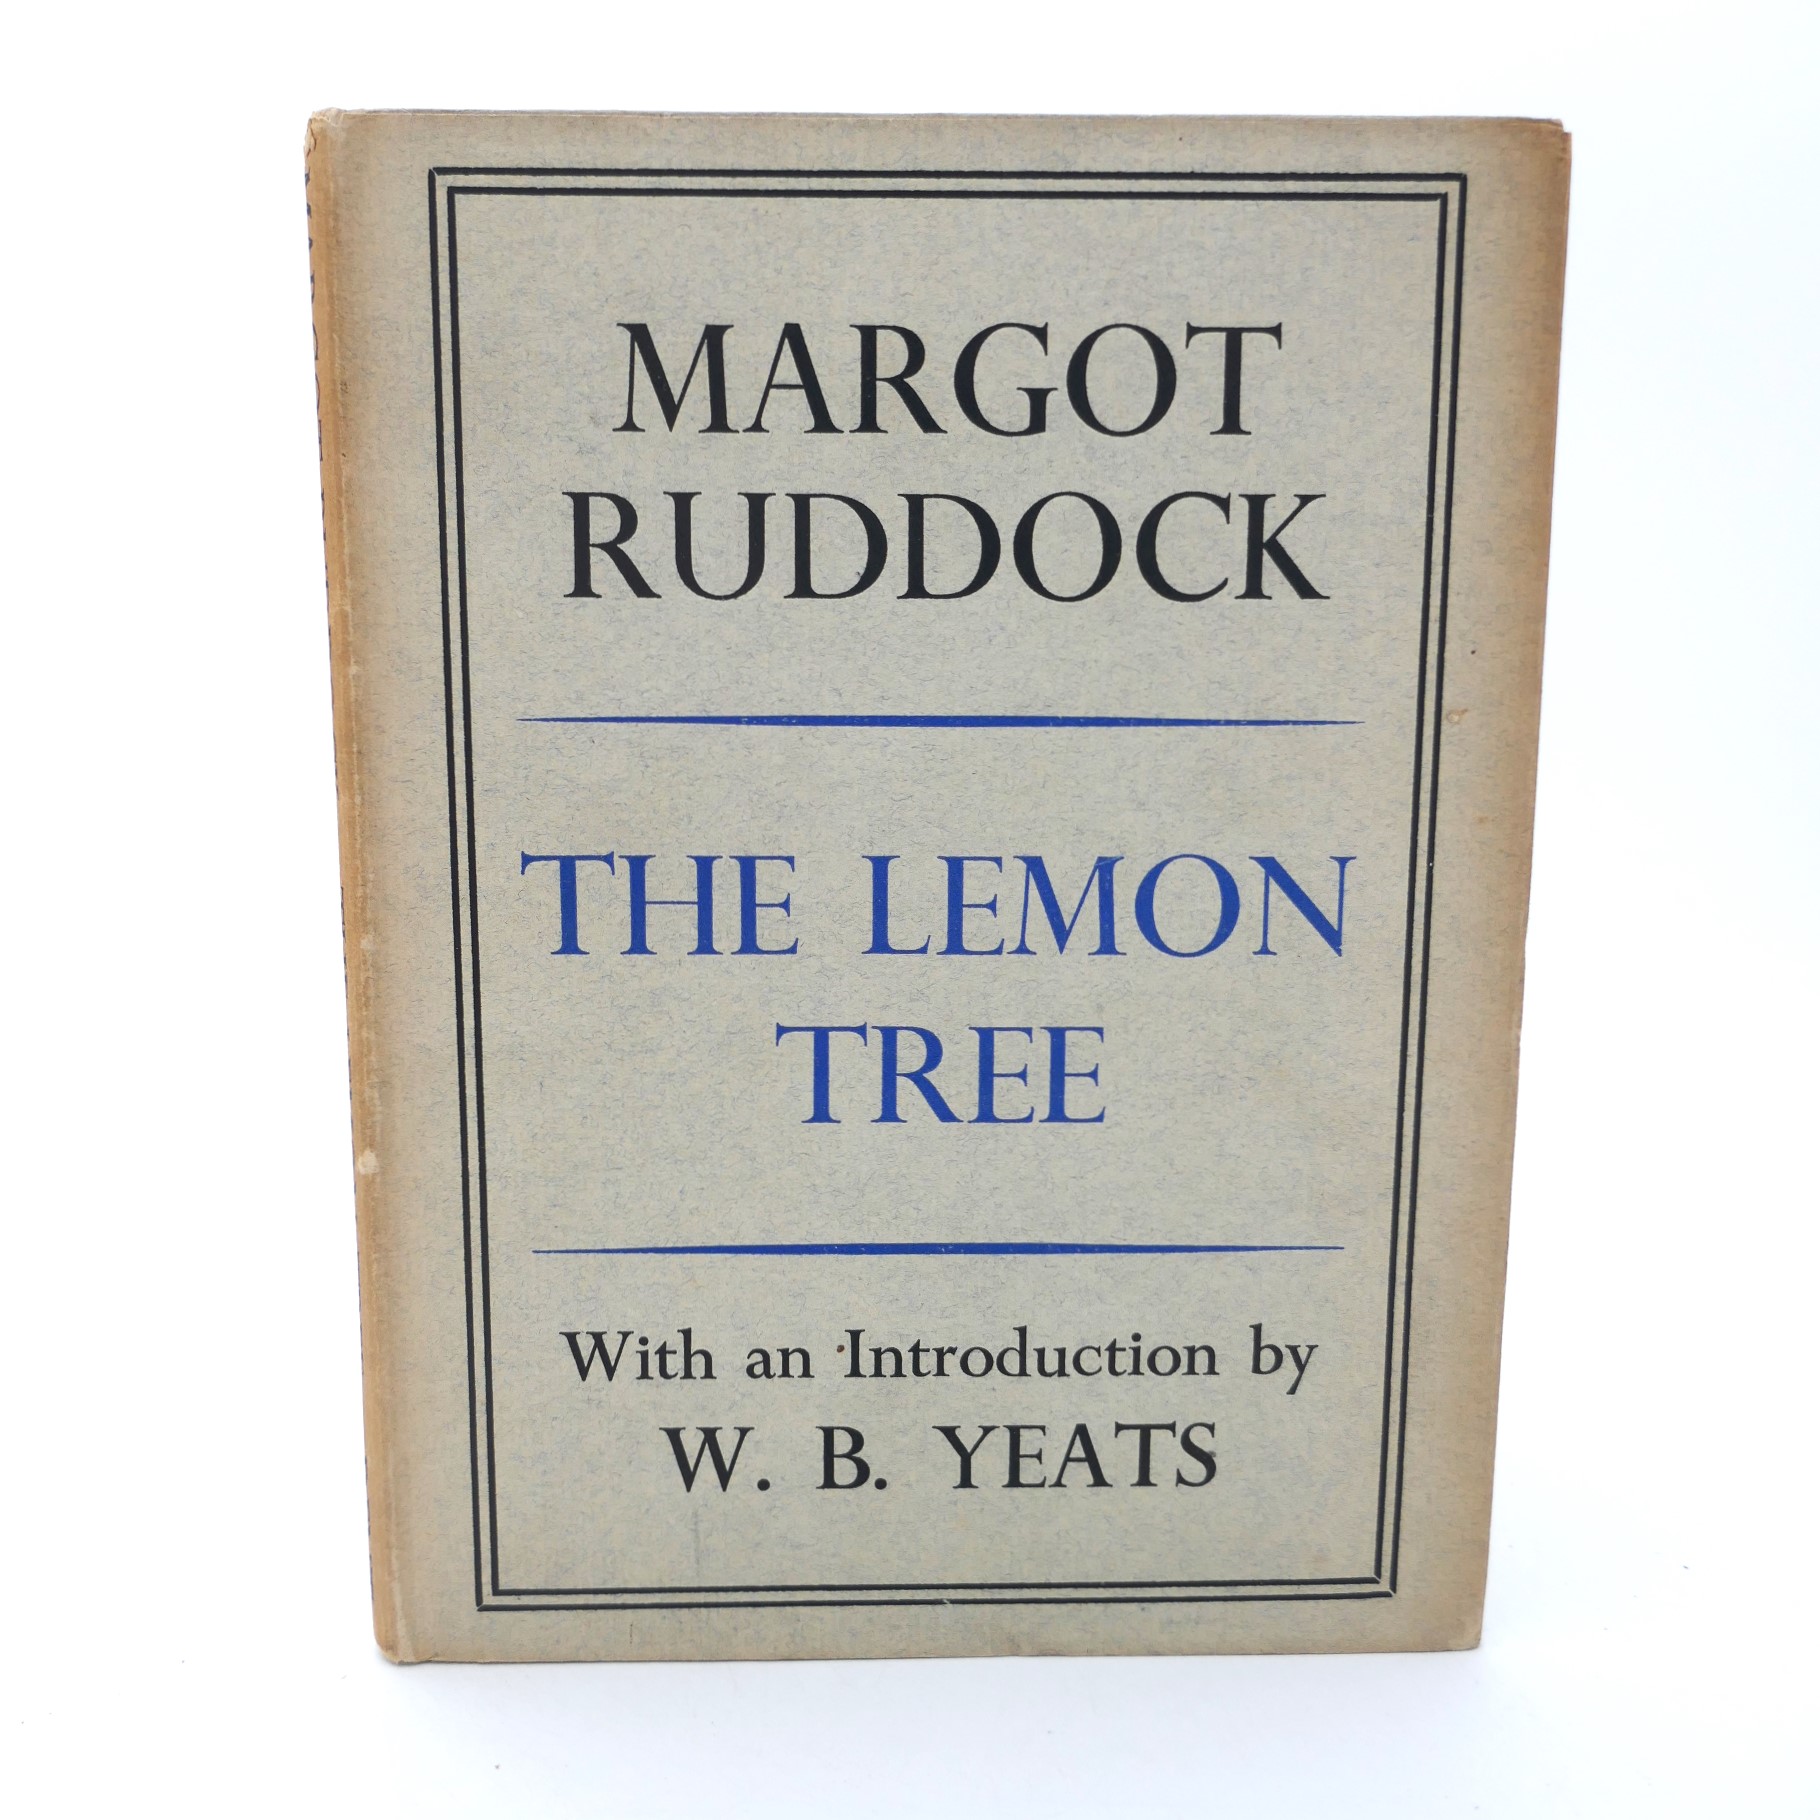 MARGOT
RUDDOCK
THE LEMON
TREE
With an Introduction by
W. B. YEATS